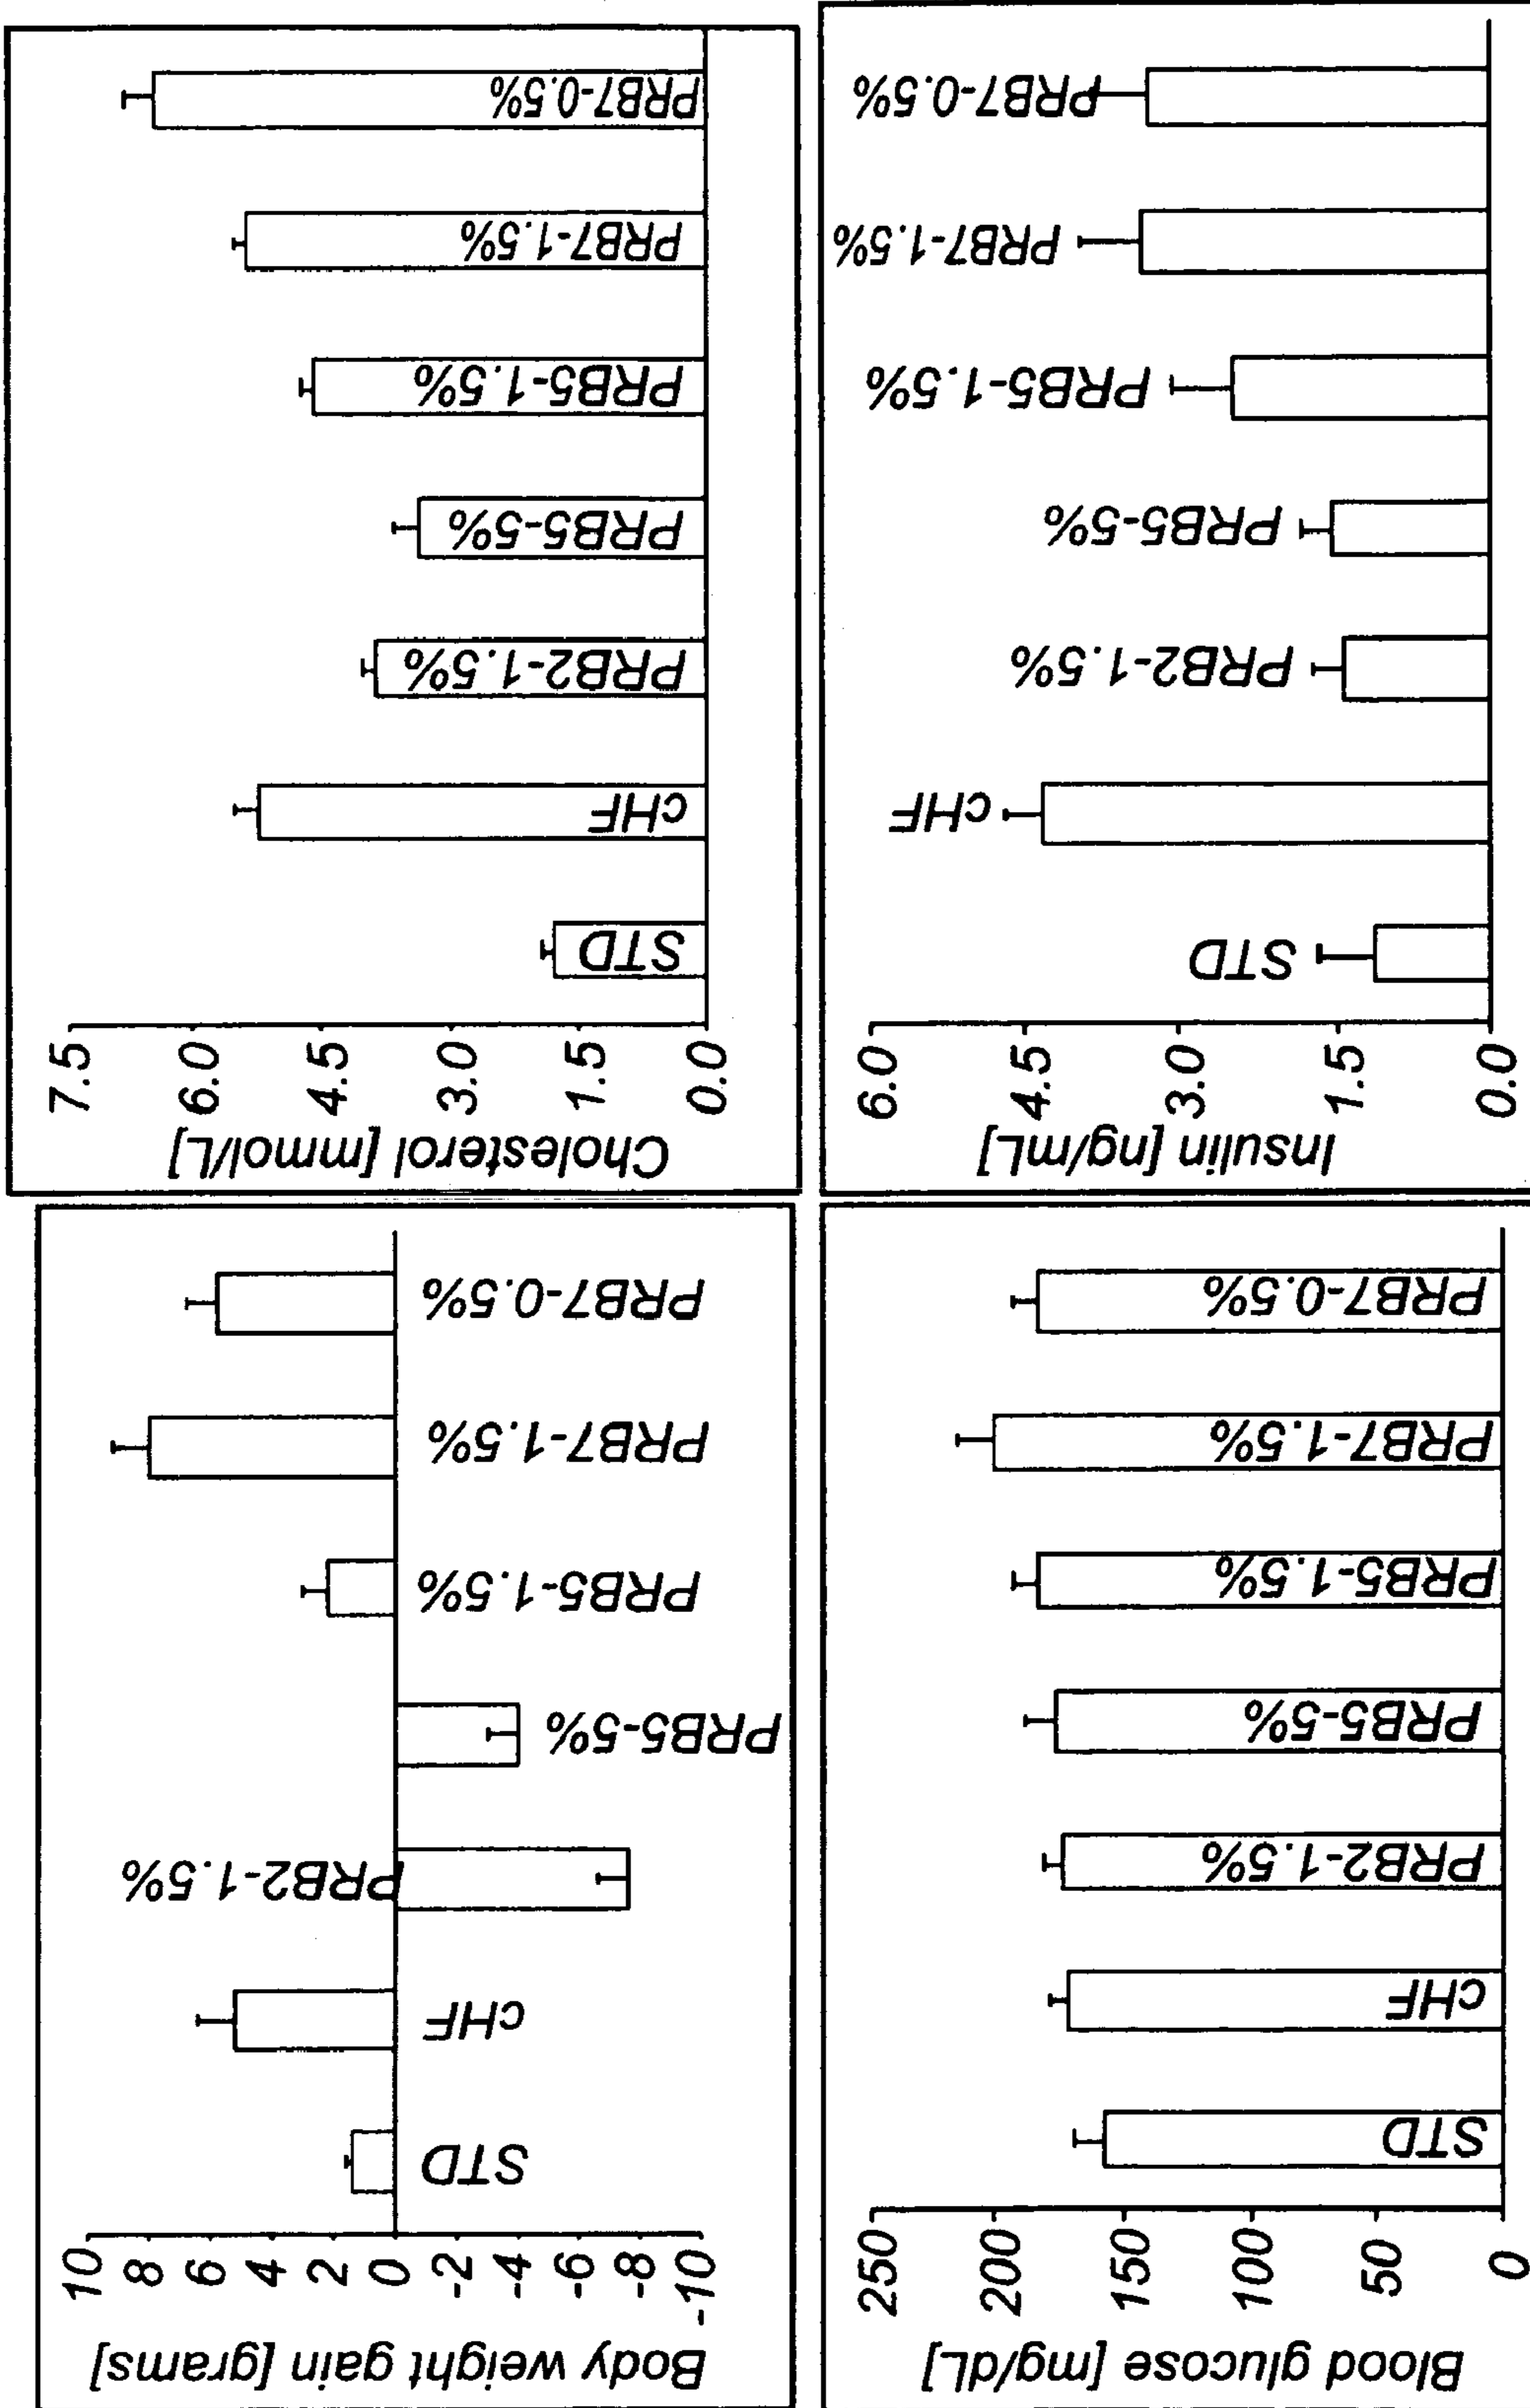 Body weight gain [grams]
10
8
6
4
2
0
-2
-4
-6
-8
-10
STD
cHF
PRB2-1.5%
PRB5-5%
PRB5-1.5%
PRB7-1.5%
PRB7-0.5%
Cholesterol [mmol/L]
7.5
6.0
4.5
3.0
1.5
0.0
STD
cHF
PRB2-1.5%
PRB5-5%
PRB5-1.5%
PRB7-1.5%
PRB7-0.5%
Blood glucose [mg/dL]
250
200
150
100
50
0
STD
cHF
PRB2-1.5%
PRB5-5%
PRB5-1.5%
PRB7-1.5%
PRB7-0.5%
Insulin [ng/mL]
6.0
4.5
3.0
1.5
0.0
STD
cHF
PRB2-1.5%
PRB5-5%
PRB5-1.5%
PRB7-1.5%
PRB7-0.5%